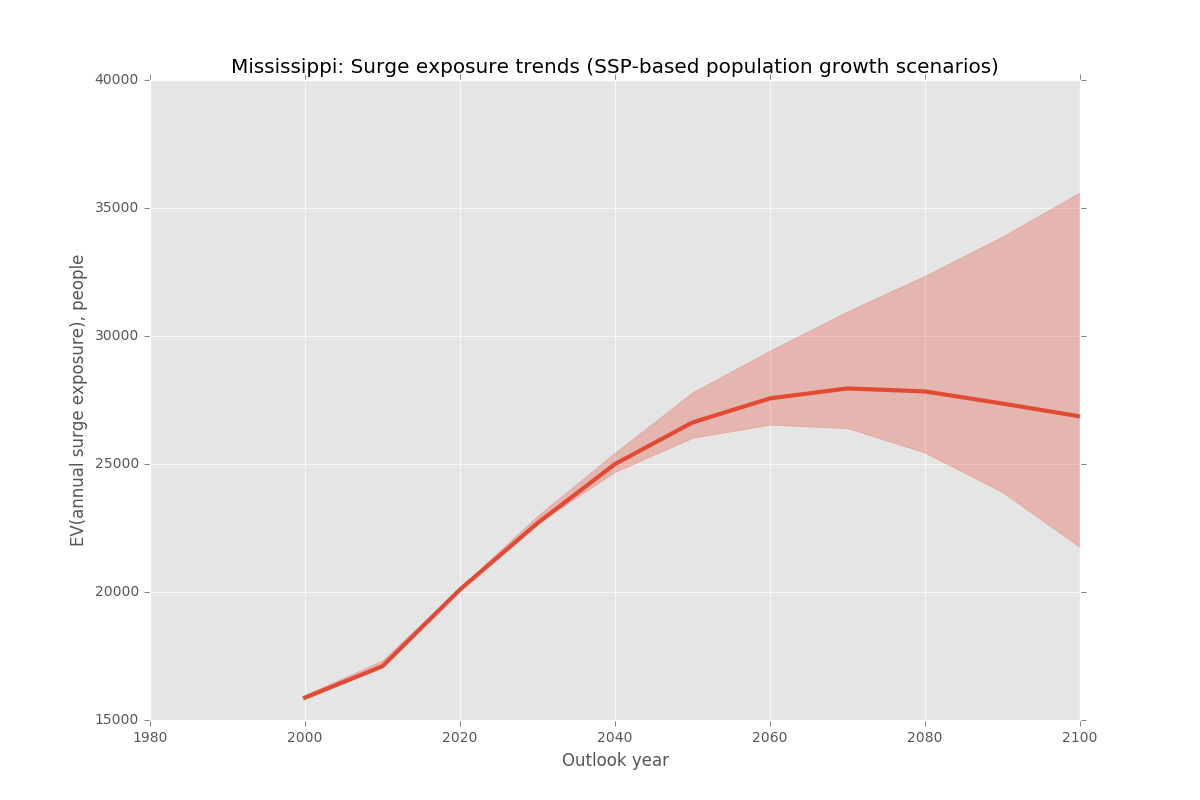 Mississippi: Surge exposure trends (SSP-based population growth scenarios)
40000
35000
30000
25000
20000
15000
EV(annual surge exposure), people
1980 2000 2020 2040 2060 2080 2100
Outlook year